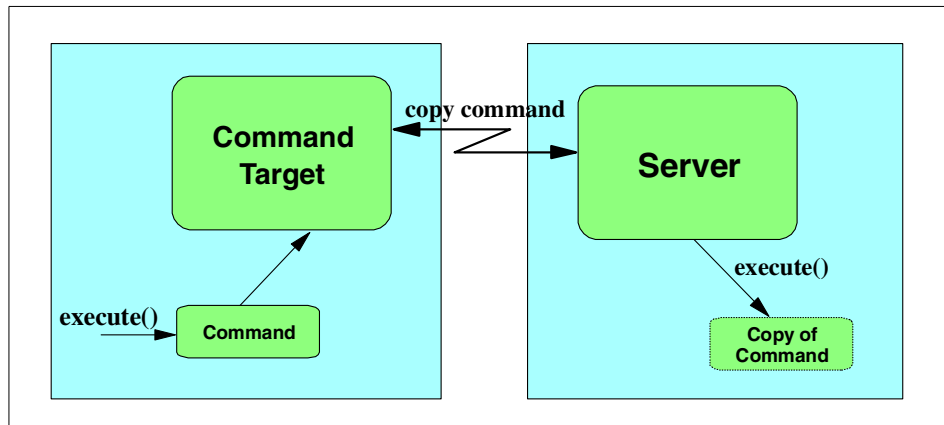 copy command
Command
Target
Server
execute()
execute()
Command
Copy of
Command